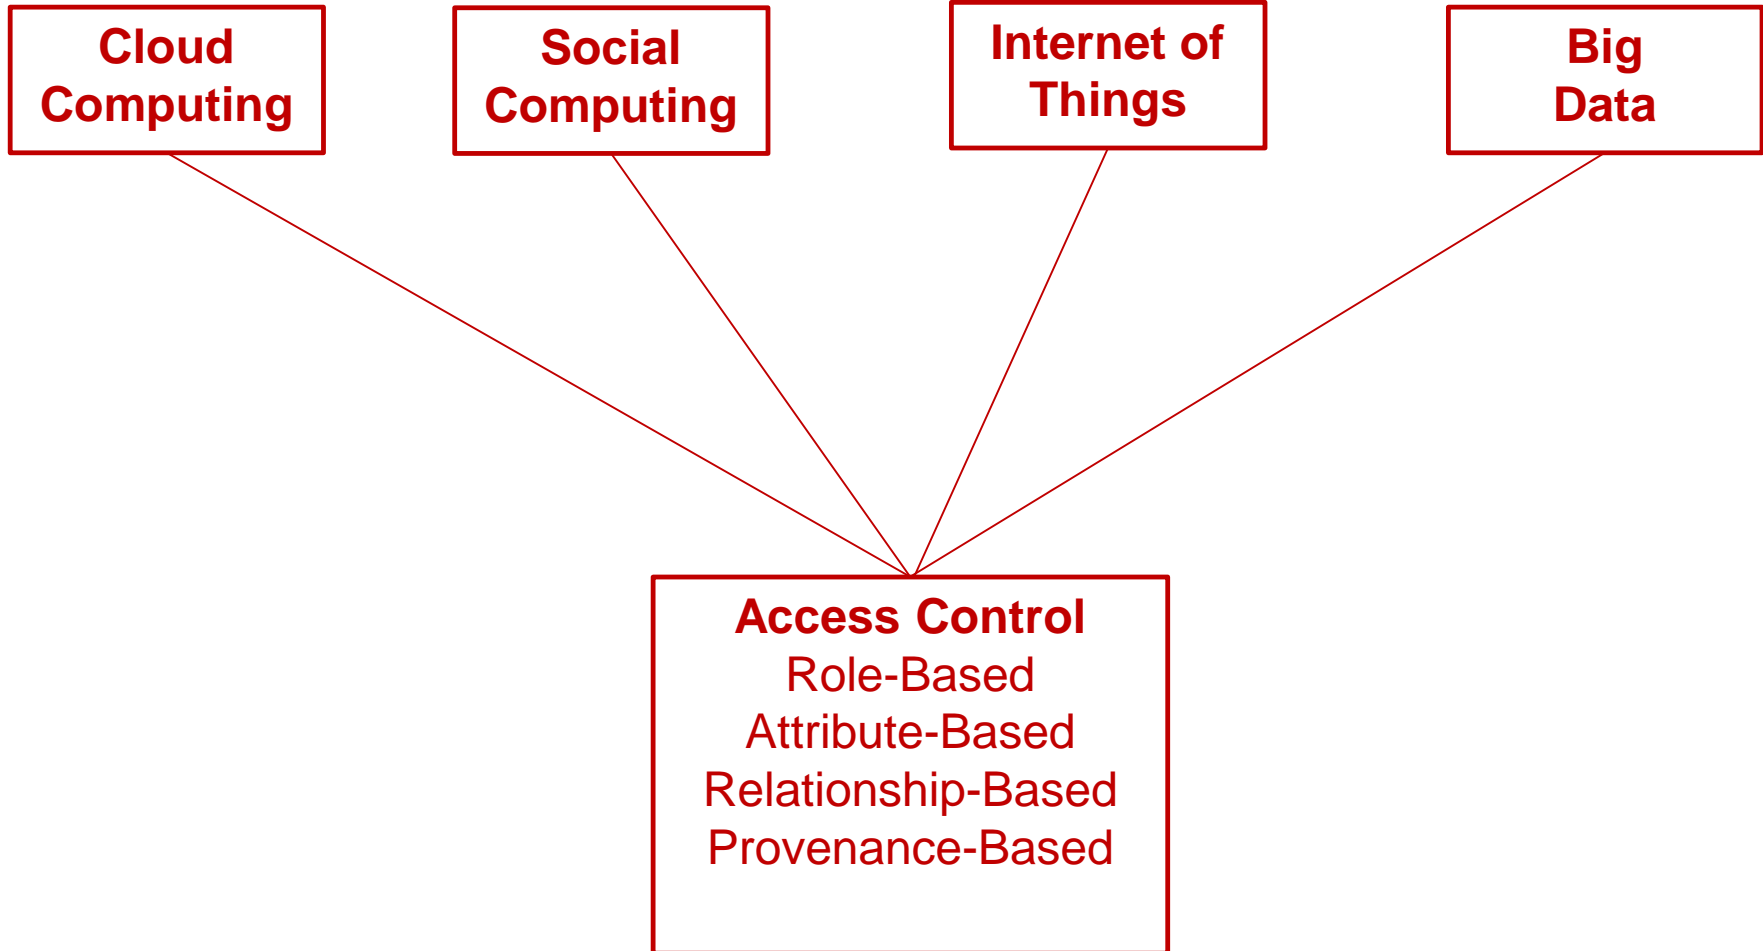 Cloud
Computing
Social
Computing
Internet of
Things
Big
Data
Access Control
Role-Based
Attribute-Based
Relationship-Based
Provenance-Based